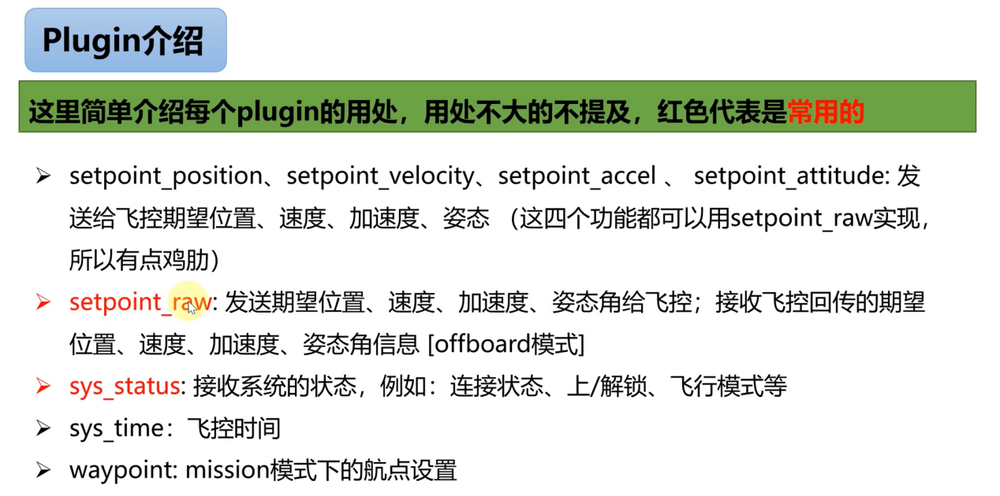 Plugin介绍
这里简单介绍每个plugin的用处，用处不大的不提及，红色代表是常用的
➢ setpoint_position、setpoint_velocity、setpoint_accel 、 setpoint_attitude: 发
送给飞控期望位置、速度、加速度、姿态 （这四个功能都可以用setpoint_raw实现，
所以有点鸡肋）
➢ setpoint_raw: 发送期望位置、速度、加速度、姿态角给飞控；接收飞控回传的期望
位置、速度、加速度、姿态角信息 [offboard模式]
➢ sys_status: 接收系统的状态，例如：连接状态、上/解锁、飞行模式等
➢ sys_time：飞控时间
➢ waypoint: mission模式下的航点设置